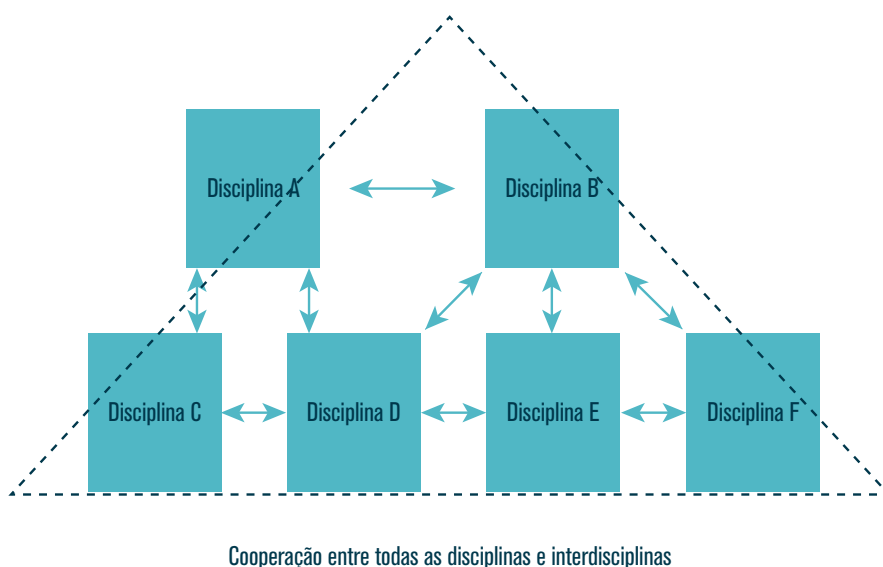 Disciplina A
Disciplina B
Disciplina C
Disciplina D
Disciplina E
Disciplina F
Cooperação entre todas as disciplinas e interdisciplinas